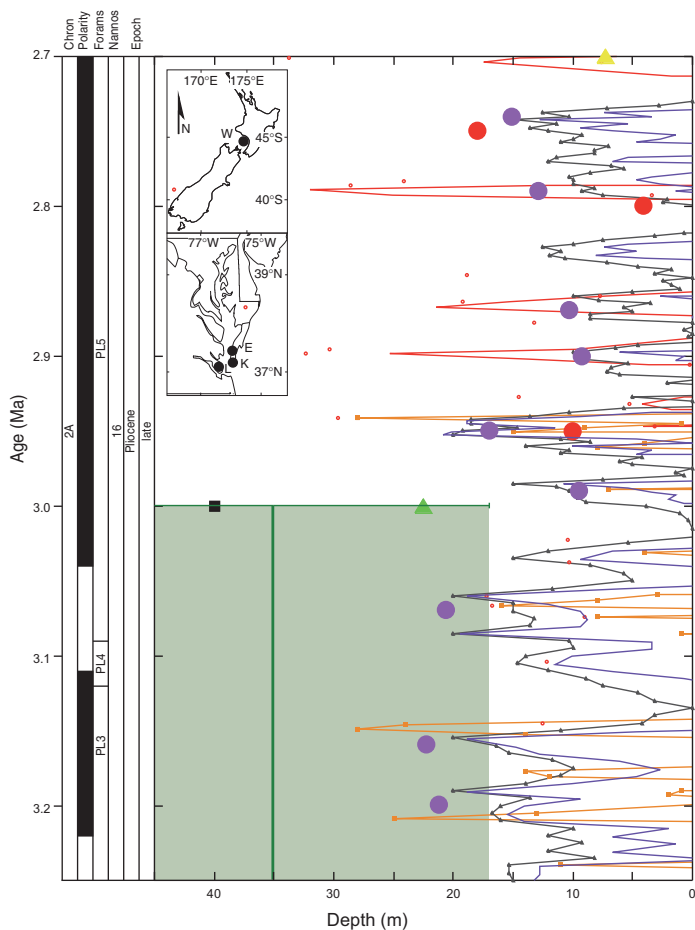 Chron
Polarity
Forams
Nannos
Epoch
2.7
2.8
2.9
3.0
3.1
3.2
Age (Ma)
2A
PL5
PL4
PL3
16
Pliocene
late
170°E 175°E
N
W
45°S
40°S
77°W 75°W
39°N
E
K
L
37°N
40 30 20 10 0
Depth (m)